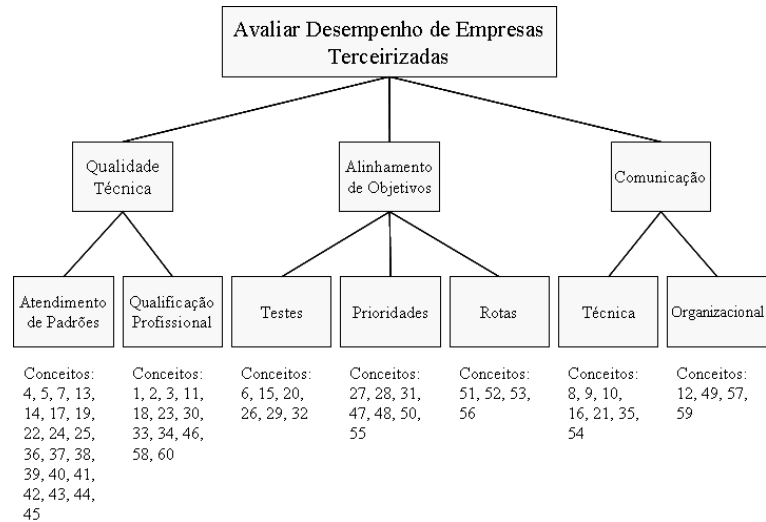 Avaliar Desempenho de Empresas
Terceirizadas
Qualidade
Técnica
Alinhamento
de Objetivos
Comunicação
Atendimento
de Padrões
Qualificação
Profissional
Testes
Prioridades
Rotas
Técnica
Organizacional
Conceitos:
4, 5, 7, 13,
14, 17, 19,
22, 24, 25,
36, 37, 38,
39, 40, 41,
42, 43, 44,
45
Conceitos:
1, 2, 3, 11,
18, 23, 30,
33, 34, 46,
58, 60
Conceitos:
6, 15, 20,
26, 29, 32
Conceitos:
27, 28, 31,
47, 48, 50,
55
Conceitos:
51, 52, 53,
56
Conceitos:
8, 9, 10,
16, 21, 35,
54
Conceitos:
12, 49, 57,
59